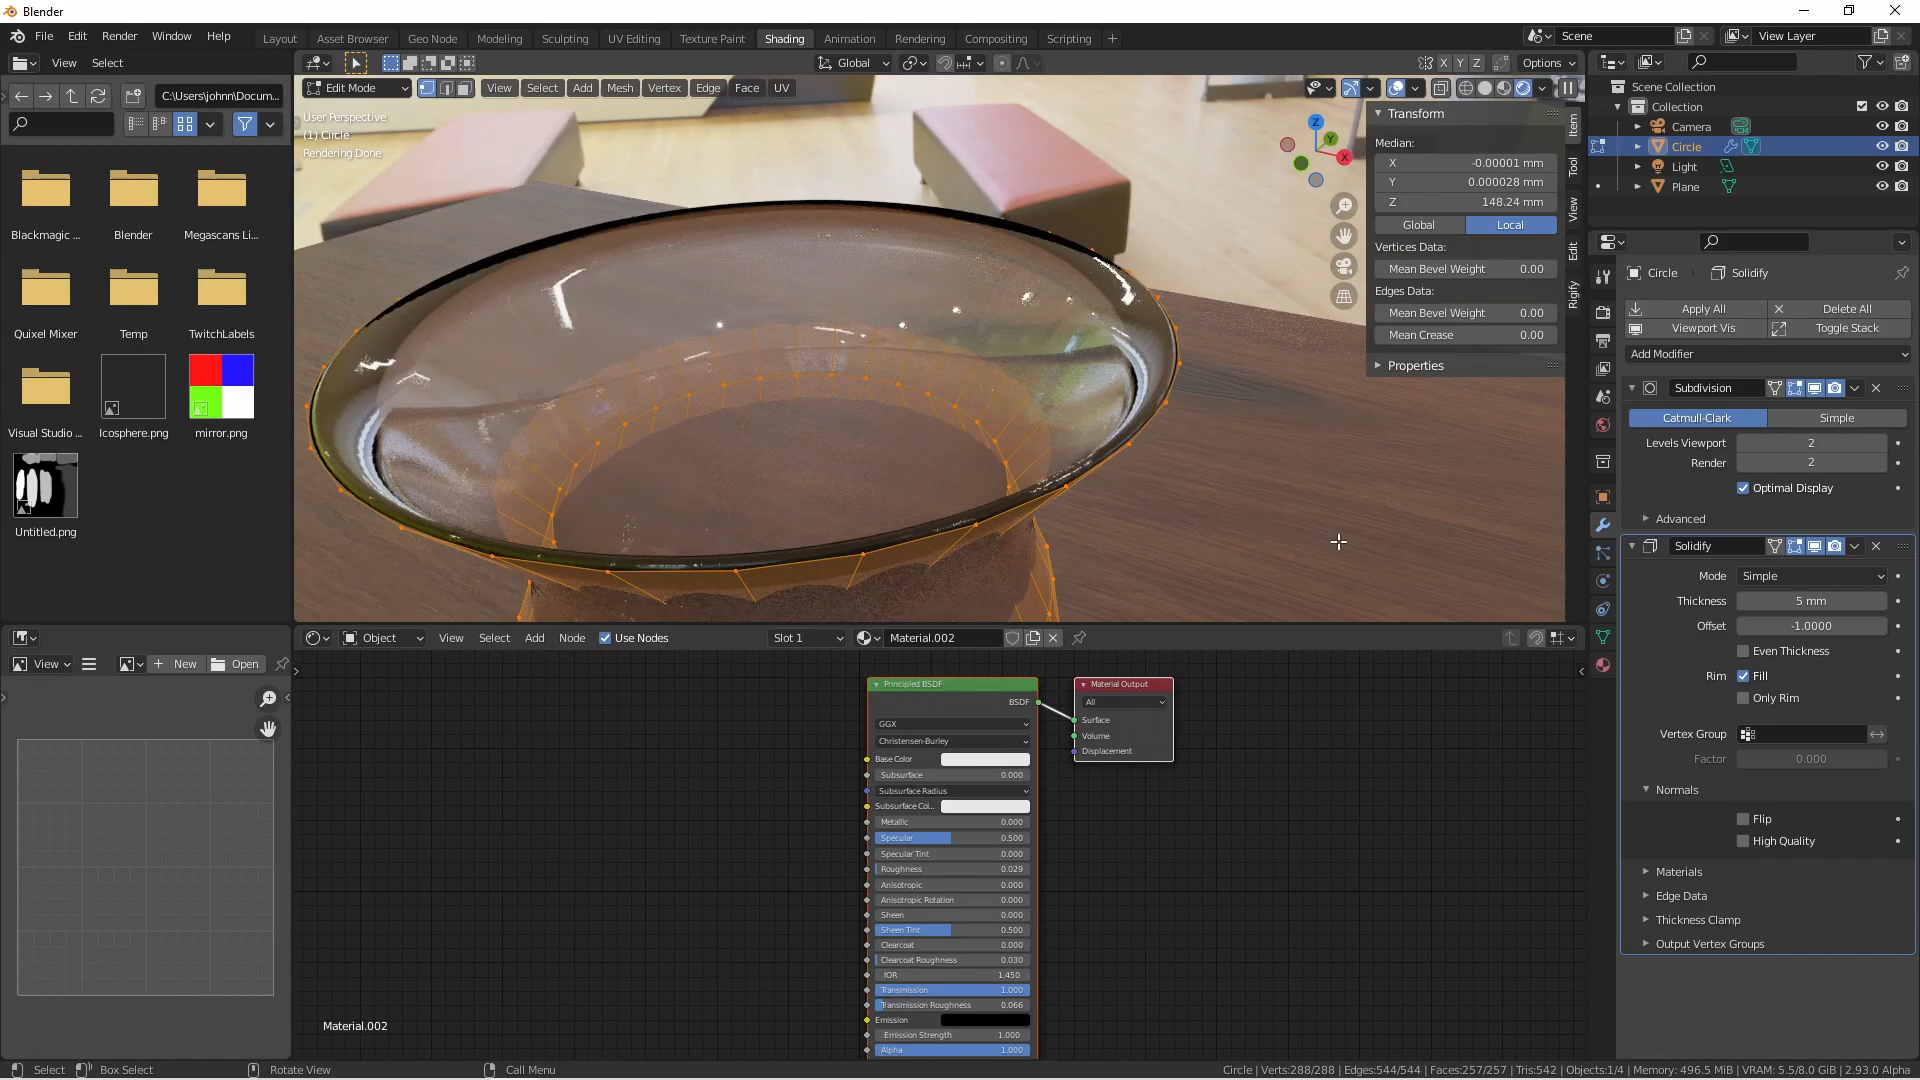 Blender
File Edit Render Window Help
Layout Asset Browser Geo Node Modeling Sculpting UV Editing Texture Paint Shading Animation Rendering Compositing Scripting +
Scene
View Layer
View Select
Global
X Y Z
Options
C:\Users\johnn\Docum...
Edit Mode
View Select Add Mesh Vertex Edge Face UV
User Perspective
(1) Circle
Rendering Done
Z
Y
X
Transform
Median:
X -0.00001 mm
Y 0.000028 mm
Z 148.24 mm
Global Local
Vertices Data:
Mean Bevel Weight 0.00
Edges Data:
Mean Bevel Weight 0.00
Mean Crease 0.00
Properties
Item
Tool
View
Edit
Rigify
Blackmagic ...
Blender
Megascans Li...
Quixel Mixer
Temp
TwitchLabels
Visual Studio ...
Icosphere.png
mirror.png
Untitled.png
Scene Collection
Collection
Camera
Circle
Light
Plane
Circle
Solidify
Apply All
Delete All
Viewport Vis
Toggle Stack
Add Modifier
Subdivision
Catmull-Clark Simple
Levels Viewport 2
Render 2
Optimal Display
Advanced
Solidify
Mode Simple
Thickness 5 mm
Offset -1.0000
Even Thickness
Rim Fill
Only Rim
Vertex Group
Factor 0.000
Normals
Flip
High Quality
Materials
Edge Data
Thickness Clamp
Output Vertex Groups
View
New
Open
Object
View Select Add Node Use Nodes
Slot 1
Material.002
Principled BSDF
BSDF
GGX
Christensen-Burley
Base Color
Subsurface 0.000
Subsurface Radius
Subsurface Col...
Metallic 0.000
Specular 0.500
Specular Tint 0.000
Roughness 0.029
Anisotropic 0.000
Anisotropic Rotation 0.000
Sheen 0.000
Sheen Tint 0.500
Clearcoat 0.000
Clearcoat Roughness 0.030
IOR 1.450
Transmission 1.000
Transmission Roughness 0.066
Emission
Emission Strength 1.000
Alpha 1.000
Material Output
All
Surface
Volume
Displacement
Material.002
Select
Box Select
Rotate View
Call Menu
Circle | Verts:288/288 | Edges:544/544 | Faces:257/257 | Tris:542 | Objects:1/4 | Memory: 496.5 MiB | VRAM: 5.5/8.0 GiB | 2.93.0 Alpha